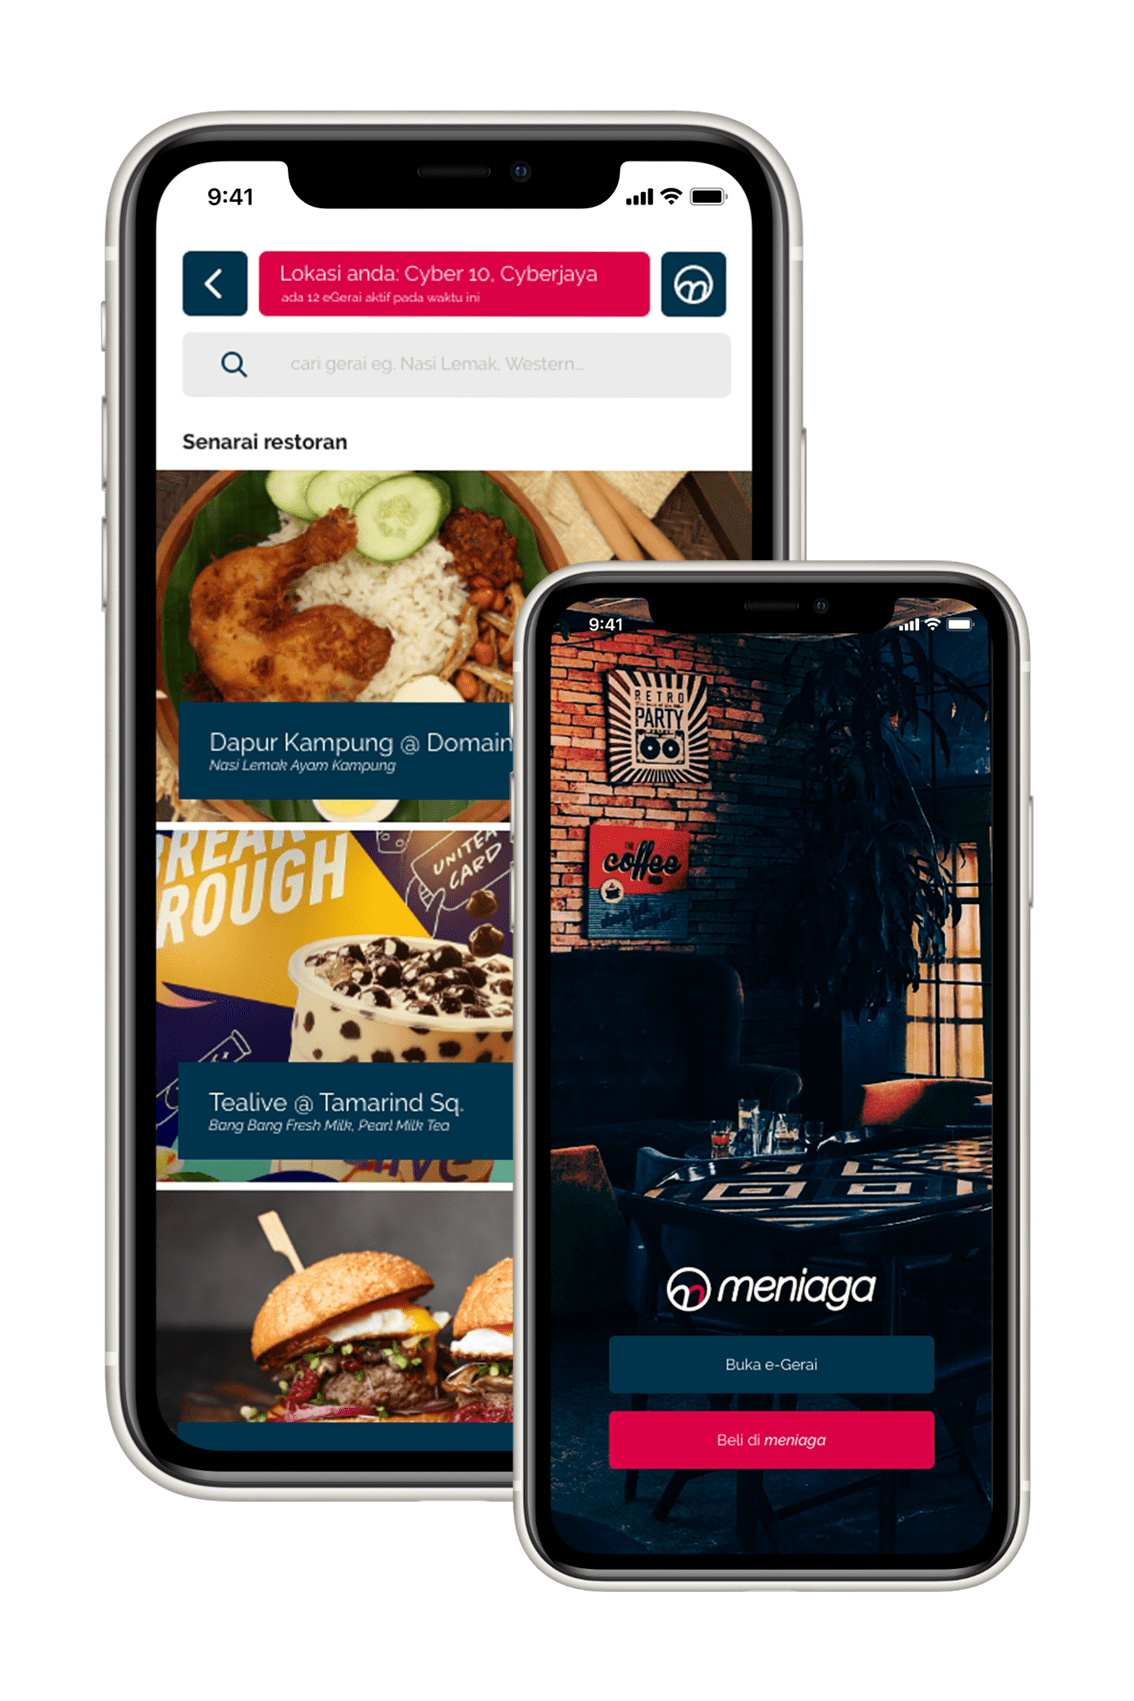 9:41
Lokasi anda: Cyber 10, Cyberjaya
ada 12 eGerai aktif pada waktu ini
cari gerai eg. Nasi Lemak, Western...
Senarai restoran
Dapur Kampung @ Domain
Nasi Lemak Ayam Kampung
BREAK
ROUGH
UNITEA
CARD
Tealive @ Tamarind Sq.
Bang Bang Fresh Milk, Pearl Milk Tea
9:41
RETRO
PARTY
THE
coffee
meniaga
Buka e-Gerai
Beli di meniaga